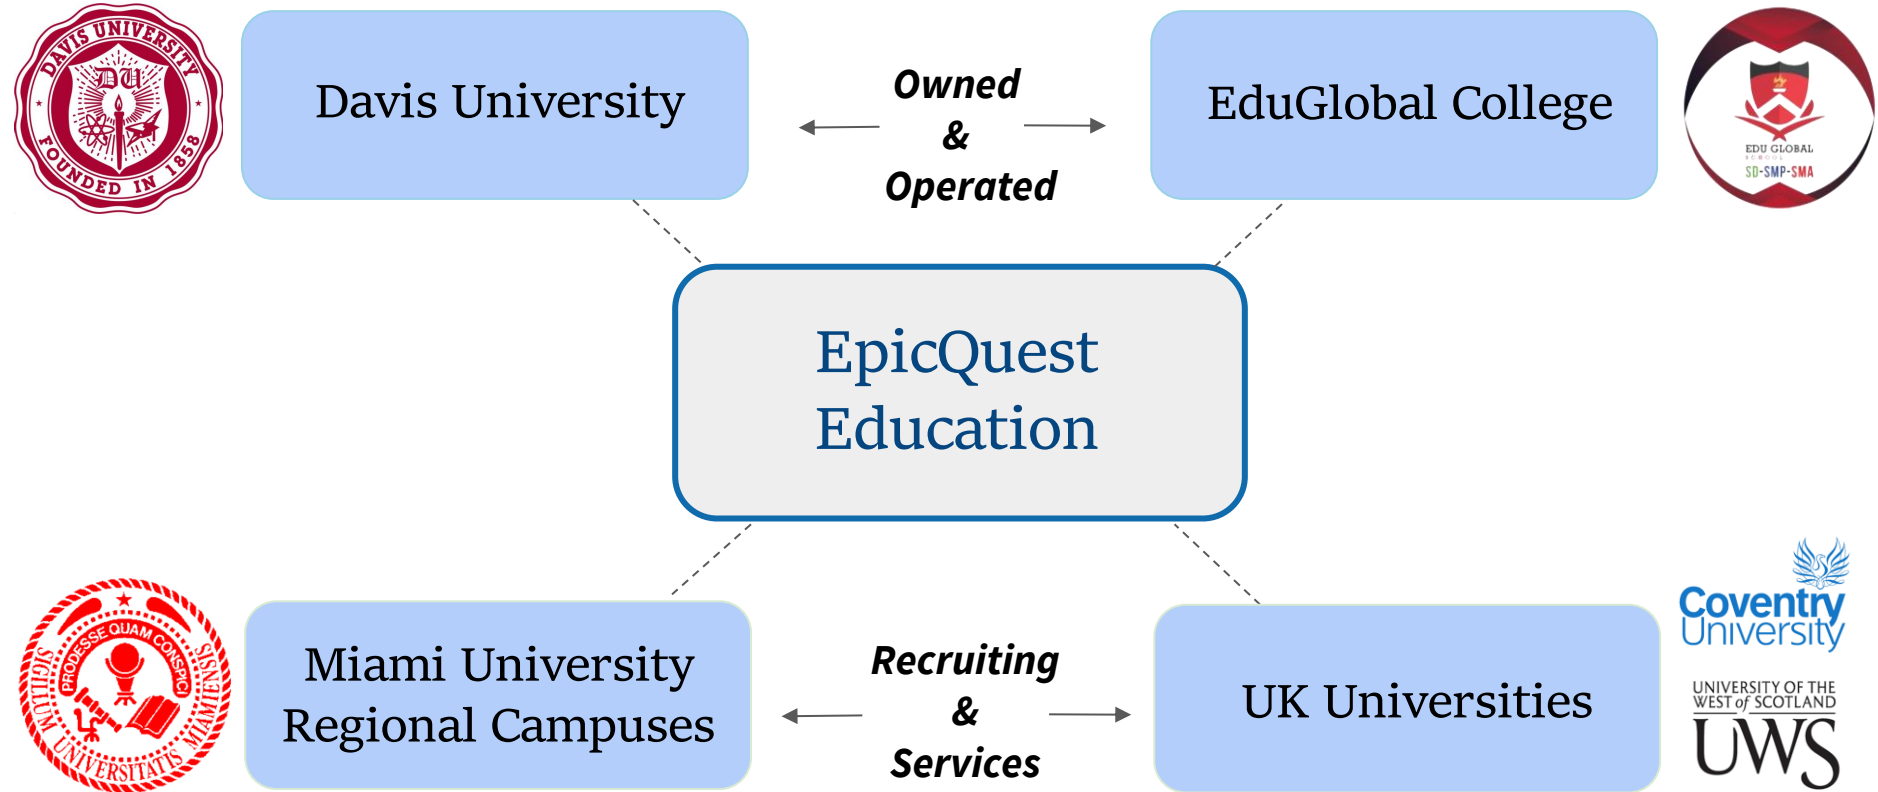 DAVIS UNIVERSITY
DU
FOUNDED IN 1858
Davis University
Owned
&
Operated
EduGlobal College
EDU GLOBAL
SCHOOL
SD-SMP-SMA
EpicQuest
Education
PRODESSE QUAM CONSPICI
SIGILLUM UNIVERSITATIS MIAMIENSIS
Miami University
Regional Campuses
Recruiting
&
Services
UK Universities
Coventry
University
UNIVERSITY OF THE
WEST of SCOTLAND
UWS